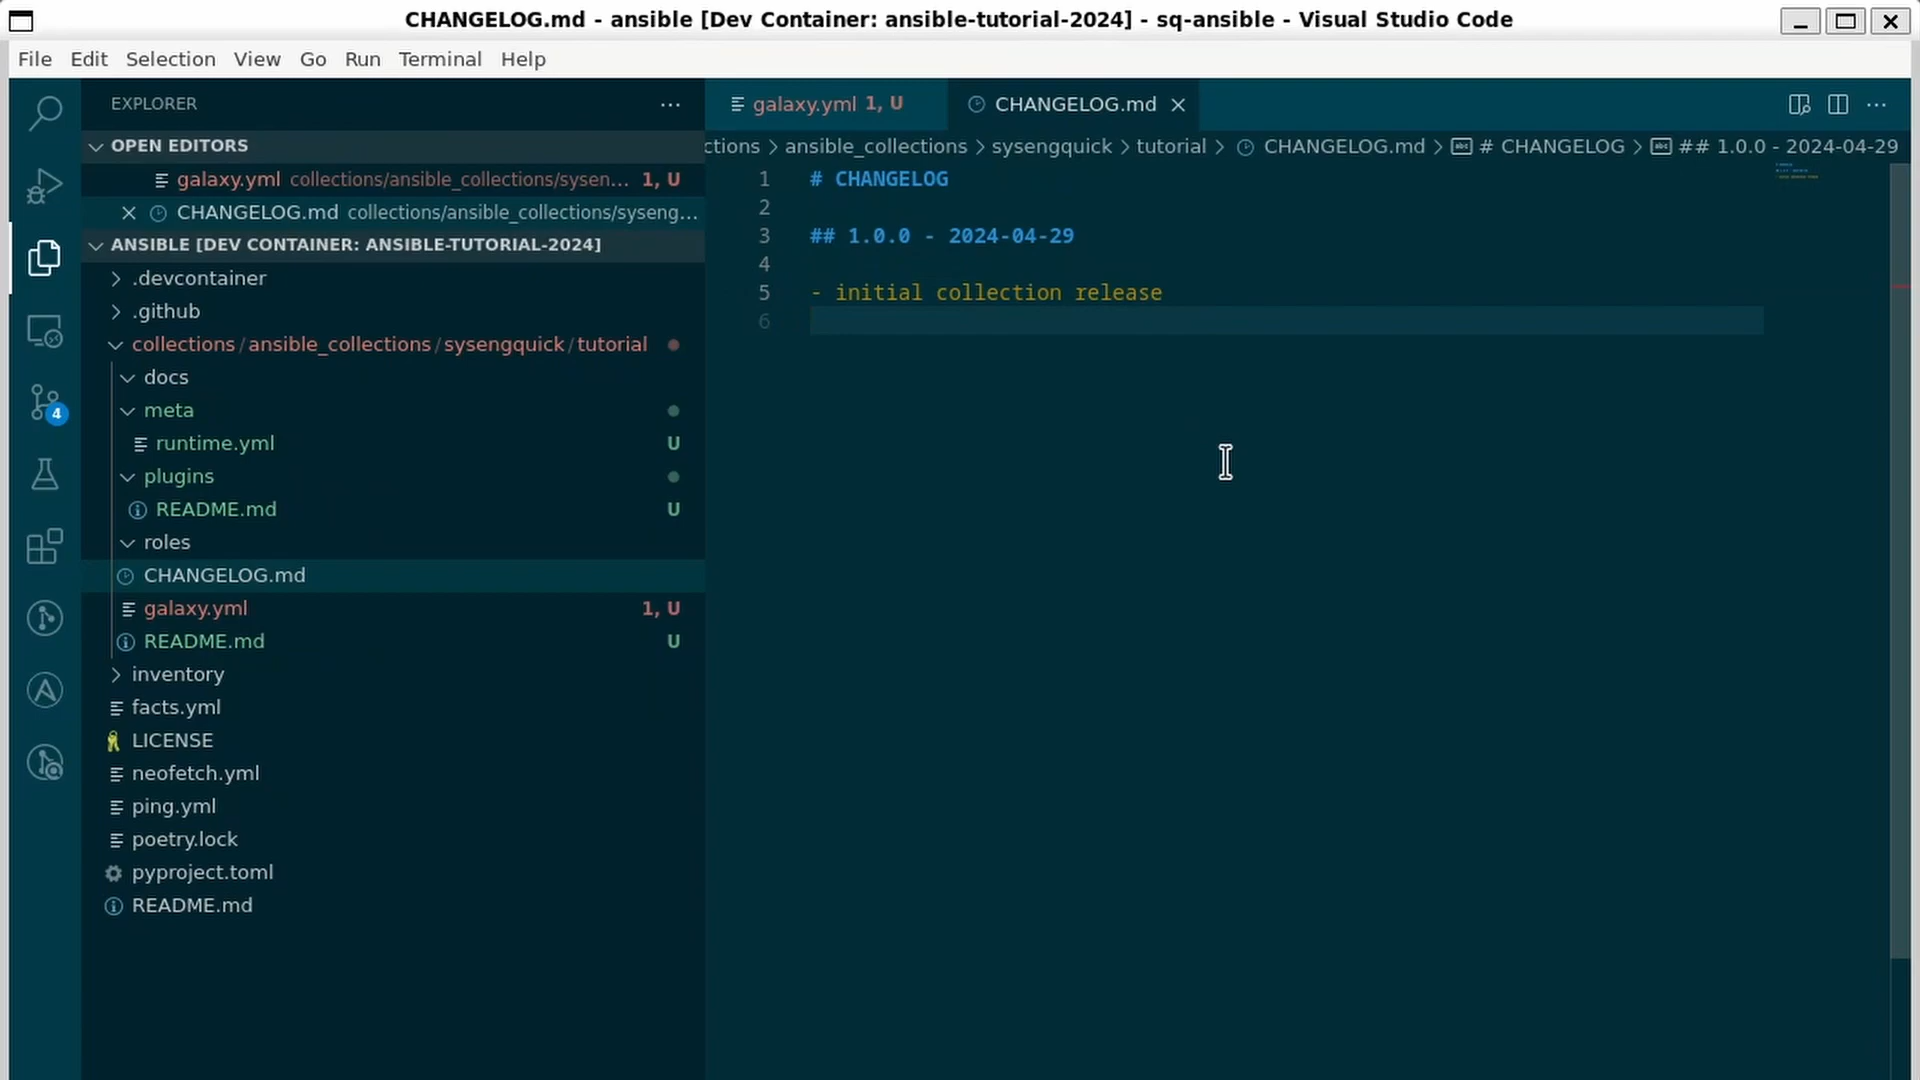 CHANGELOG.md - ansible [Dev Container: ansible-tutorial-2024] - sq-ansible - Visual Studio Code
File Edit Selection View Go Run Terminal Help
EXPLORER
OPEN EDITORS
galaxy.yml collections/ansible_collections/sysen... 1, U
CHANGELOG.md collections/ansible_collections/syseng...
ANSIBLE [DEV CONTAINER: ANSIBLE-TUTORIAL-2024]
.devcontainer
.github
collections/ansible_collections/sysengquick/tutorial
docs
meta
runtime.yml U
plugins
README.md U
roles
CHANGELOG.md
galaxy.yml 1, U
README.md U
inventory
facts.yml
LICENSE
neofetch.yml
ping.yml
poetry.lock
pyproject.toml
README.md
4
galaxy.yml 1, U
CHANGELOG.md
ctions > ansible_collections > sysengquick > tutorial > CHANGELOG.md > # CHANGELOG > ## 1.0.0 - 2024-04-29
1 # CHANGELOG
2
3 ## 1.0.0 - 2024-04-29
4
5 - initial collection release
6